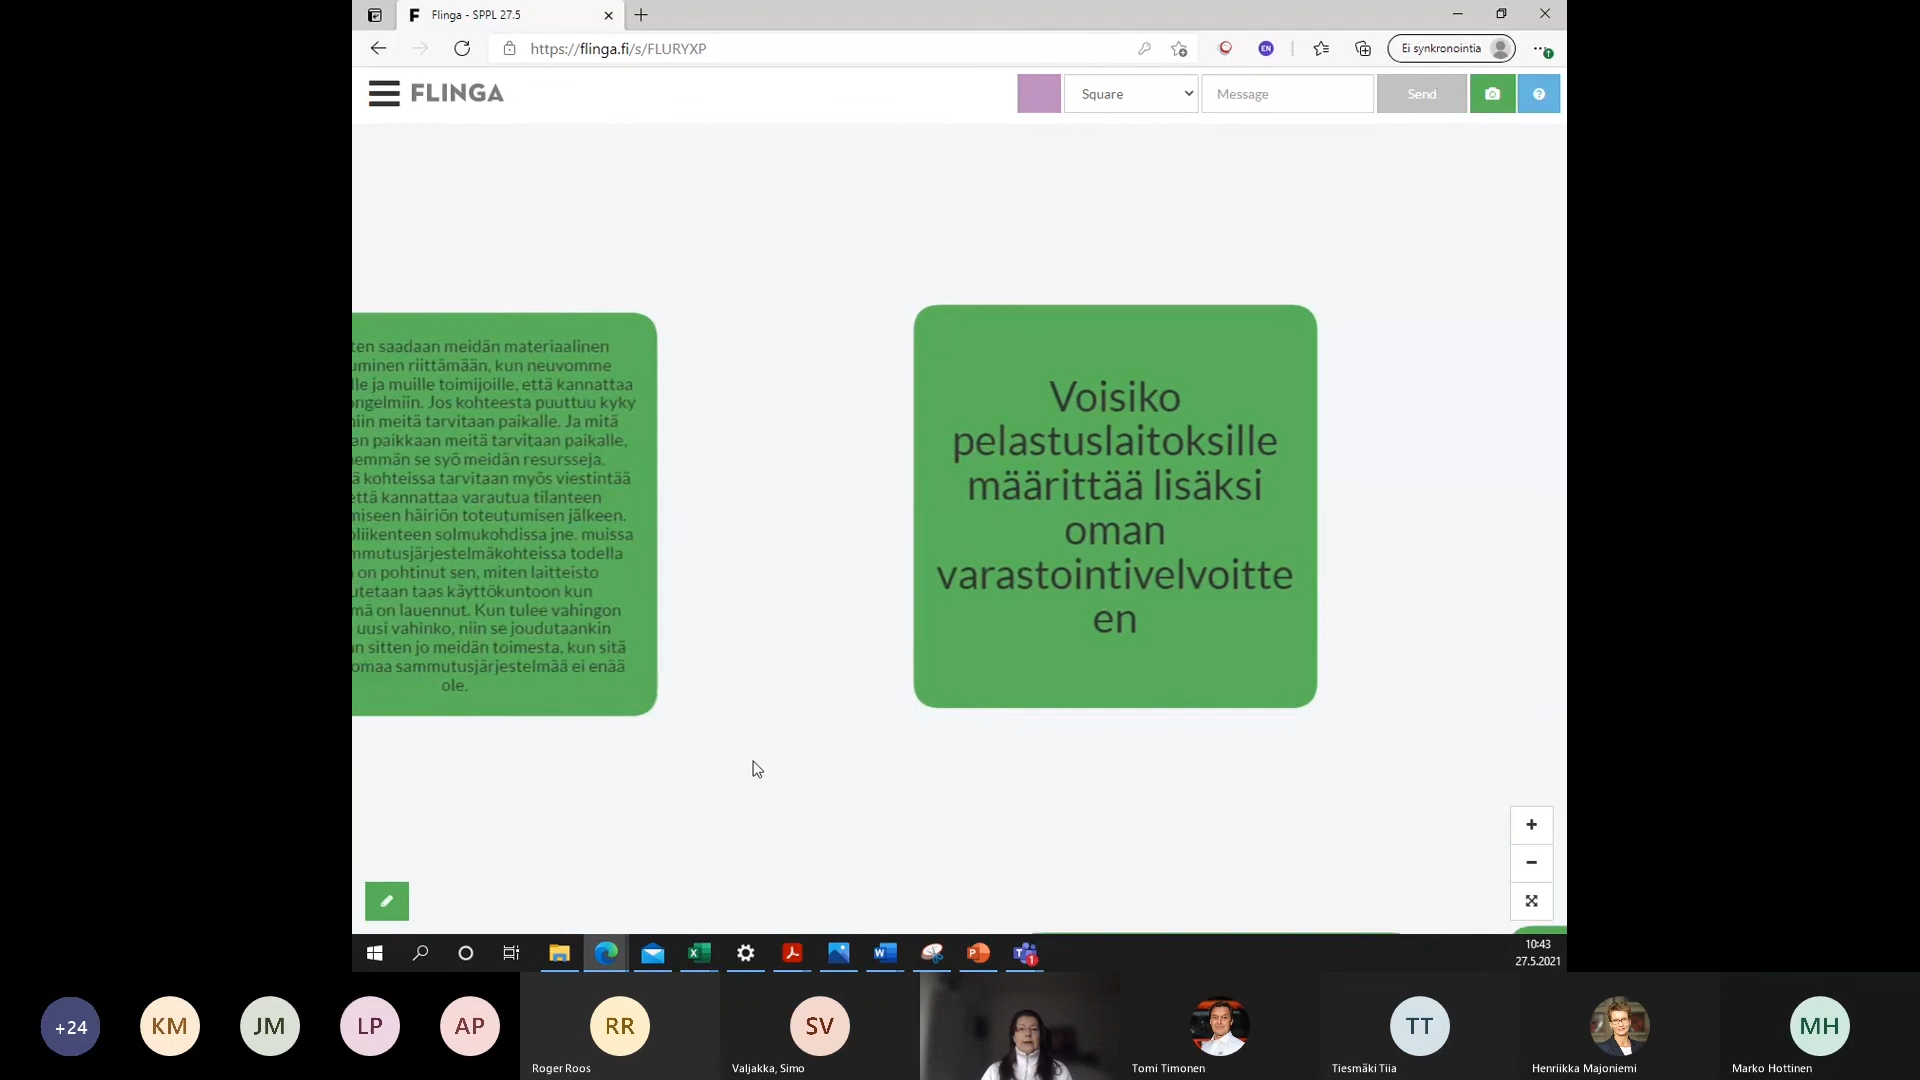 Flinga - SPPL 27.5
https://flinga.fi/s/FLURYXP
EN
Ei synkronointia
FLINGA
Square
Message
Send
ten saadaan meidän materiaalinen
uminen riittämään, kun neuvomme
lle ja muille toimijoille, että kannattaa
ongelmiin. Jos kohteesta puuttuu kyky
niin meitä tarvitaan paikalle. Ja mitä
an paikkaan meitä tarvitaan paikalle,
nemmän se syö meidän resursseja.
ä kohteissa tarvitaan myös viestintää
että kannattaa varautua tilanteen
miseen häiriön toteutumisen jälkeen.
oliikenteen solmukohdissa jne. muissa
mmutusjärjestelmäkohteissa todella
on pohtinut sen, miten laitteisto
utetaan taas käyttökuntoon kun
mä on lauennut. Kun tulee vahingon
uusi vahinko, niin se joudutaankin
n sitten jo meidän toimesta, kun sitä
omaa sammutusjärjestelmää ei enää
ole.
Voisiko
pelastuslaitoksille
määrittää lisäksi
oman
varastointivelvoitte
en
+
−
10:43
27.5.2021
1
+24
KM
JM
LP
AP
RR
Roger Roos
SV
Valjakka, Simo
Tomi Timonen
TT
Tiesmäki Tiia
Henriikka Majoniemi
MH
Marko Hottinen